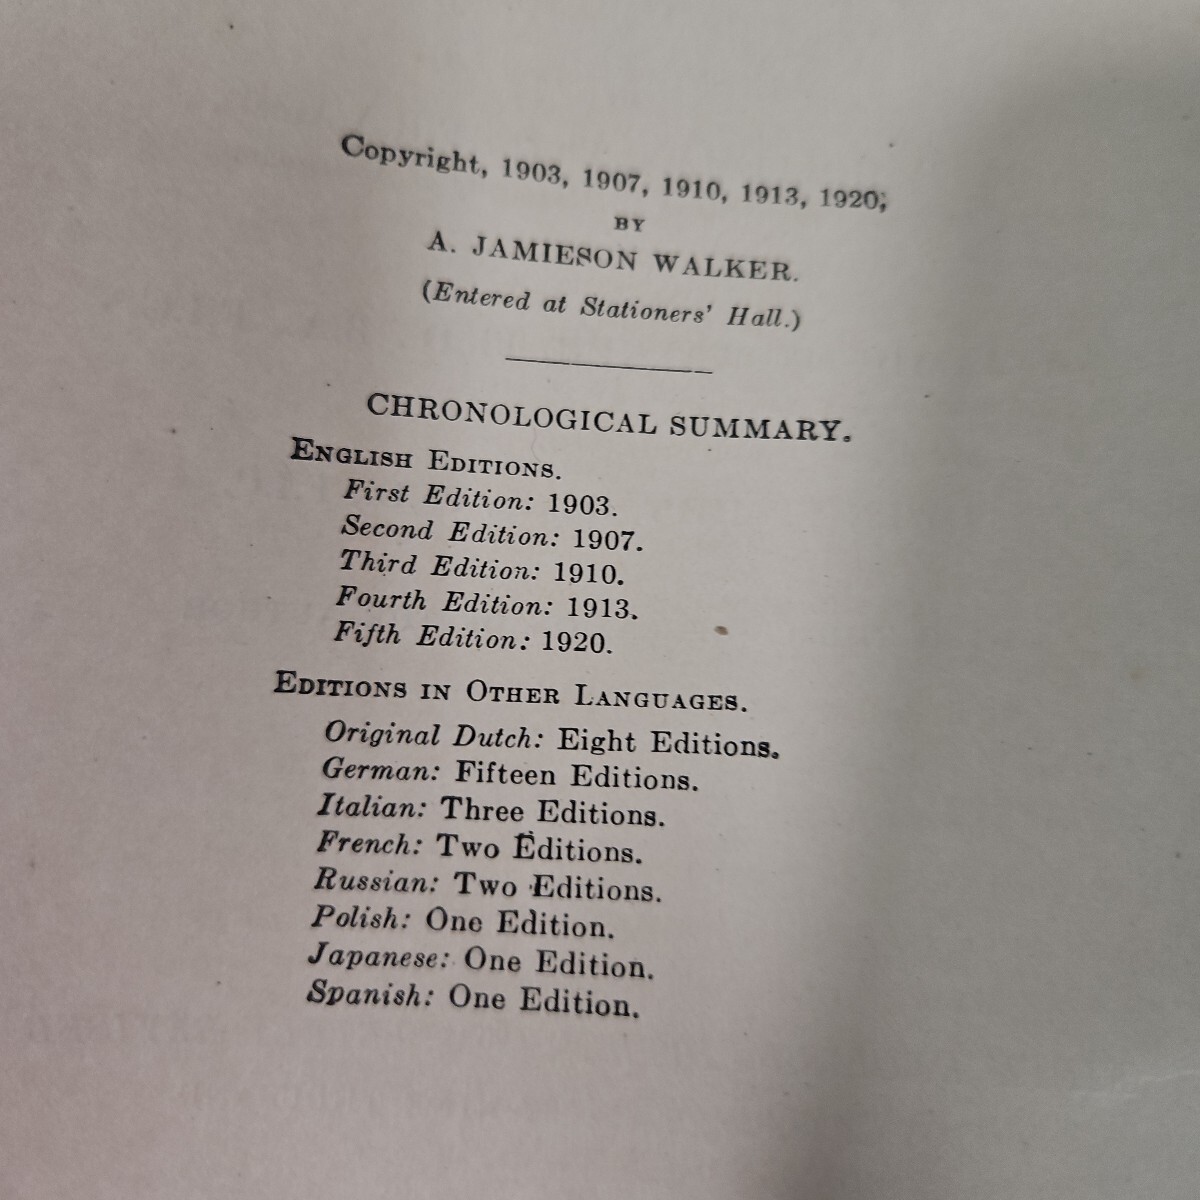 Copyright, 1903, 1907, 1910, 1913, 1920,
BY
A. JAMIESON WALKER.
(Entered at Stationers' Hall.)
CHRONOLOGICAL SUMMARY.
ENGLISH EDITIONS.
First Edition: 1903.
Second Edition: 1907.
Third Edition: 1910.
Fourth Edition: 1913.
Fifth Edition: 1920.
EDITIONS IN OTHER LANGUAGES.
Original Dutch: Eight Editions.
German: Fifteen Editions.
Italian: Three Editions.
French: Two Editions.
Russian: Two Editions.
Polish: One Edition.
Japanese: One Edition.
Spanish: One Edition.